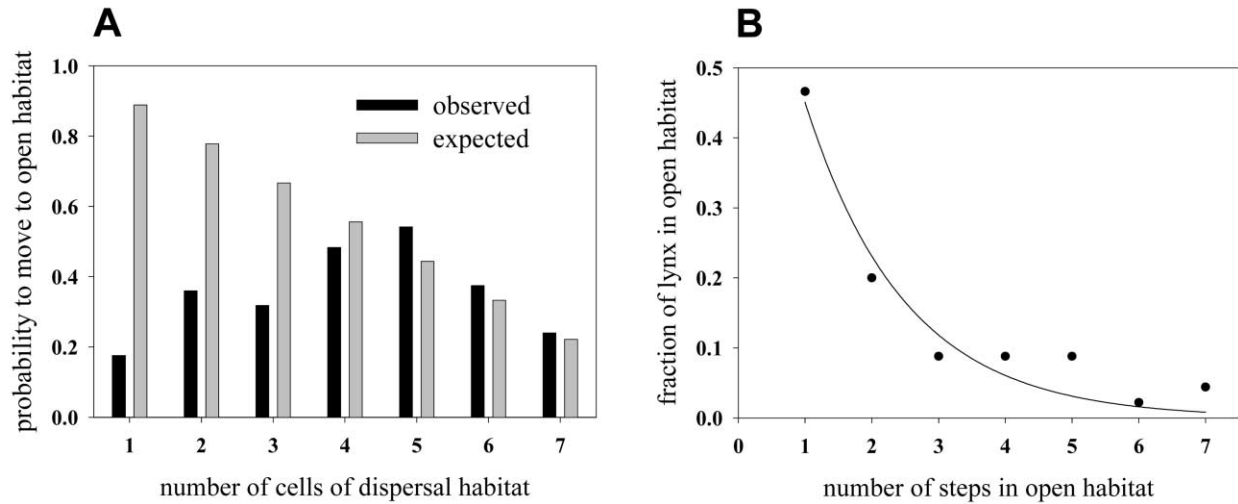 A
probability to move to open habitat
1.0
0.8
0.6
0.4
0.2
0.0
observed
expected
1 2 3 4 5 6 7
number of cells of dispersal habitat
B
fraction of lynx in open habitat
0.5
0.4
0.3
0.2
0.1
0.0
0 1 2 3 4 5 6 7
number of steps in open habitat